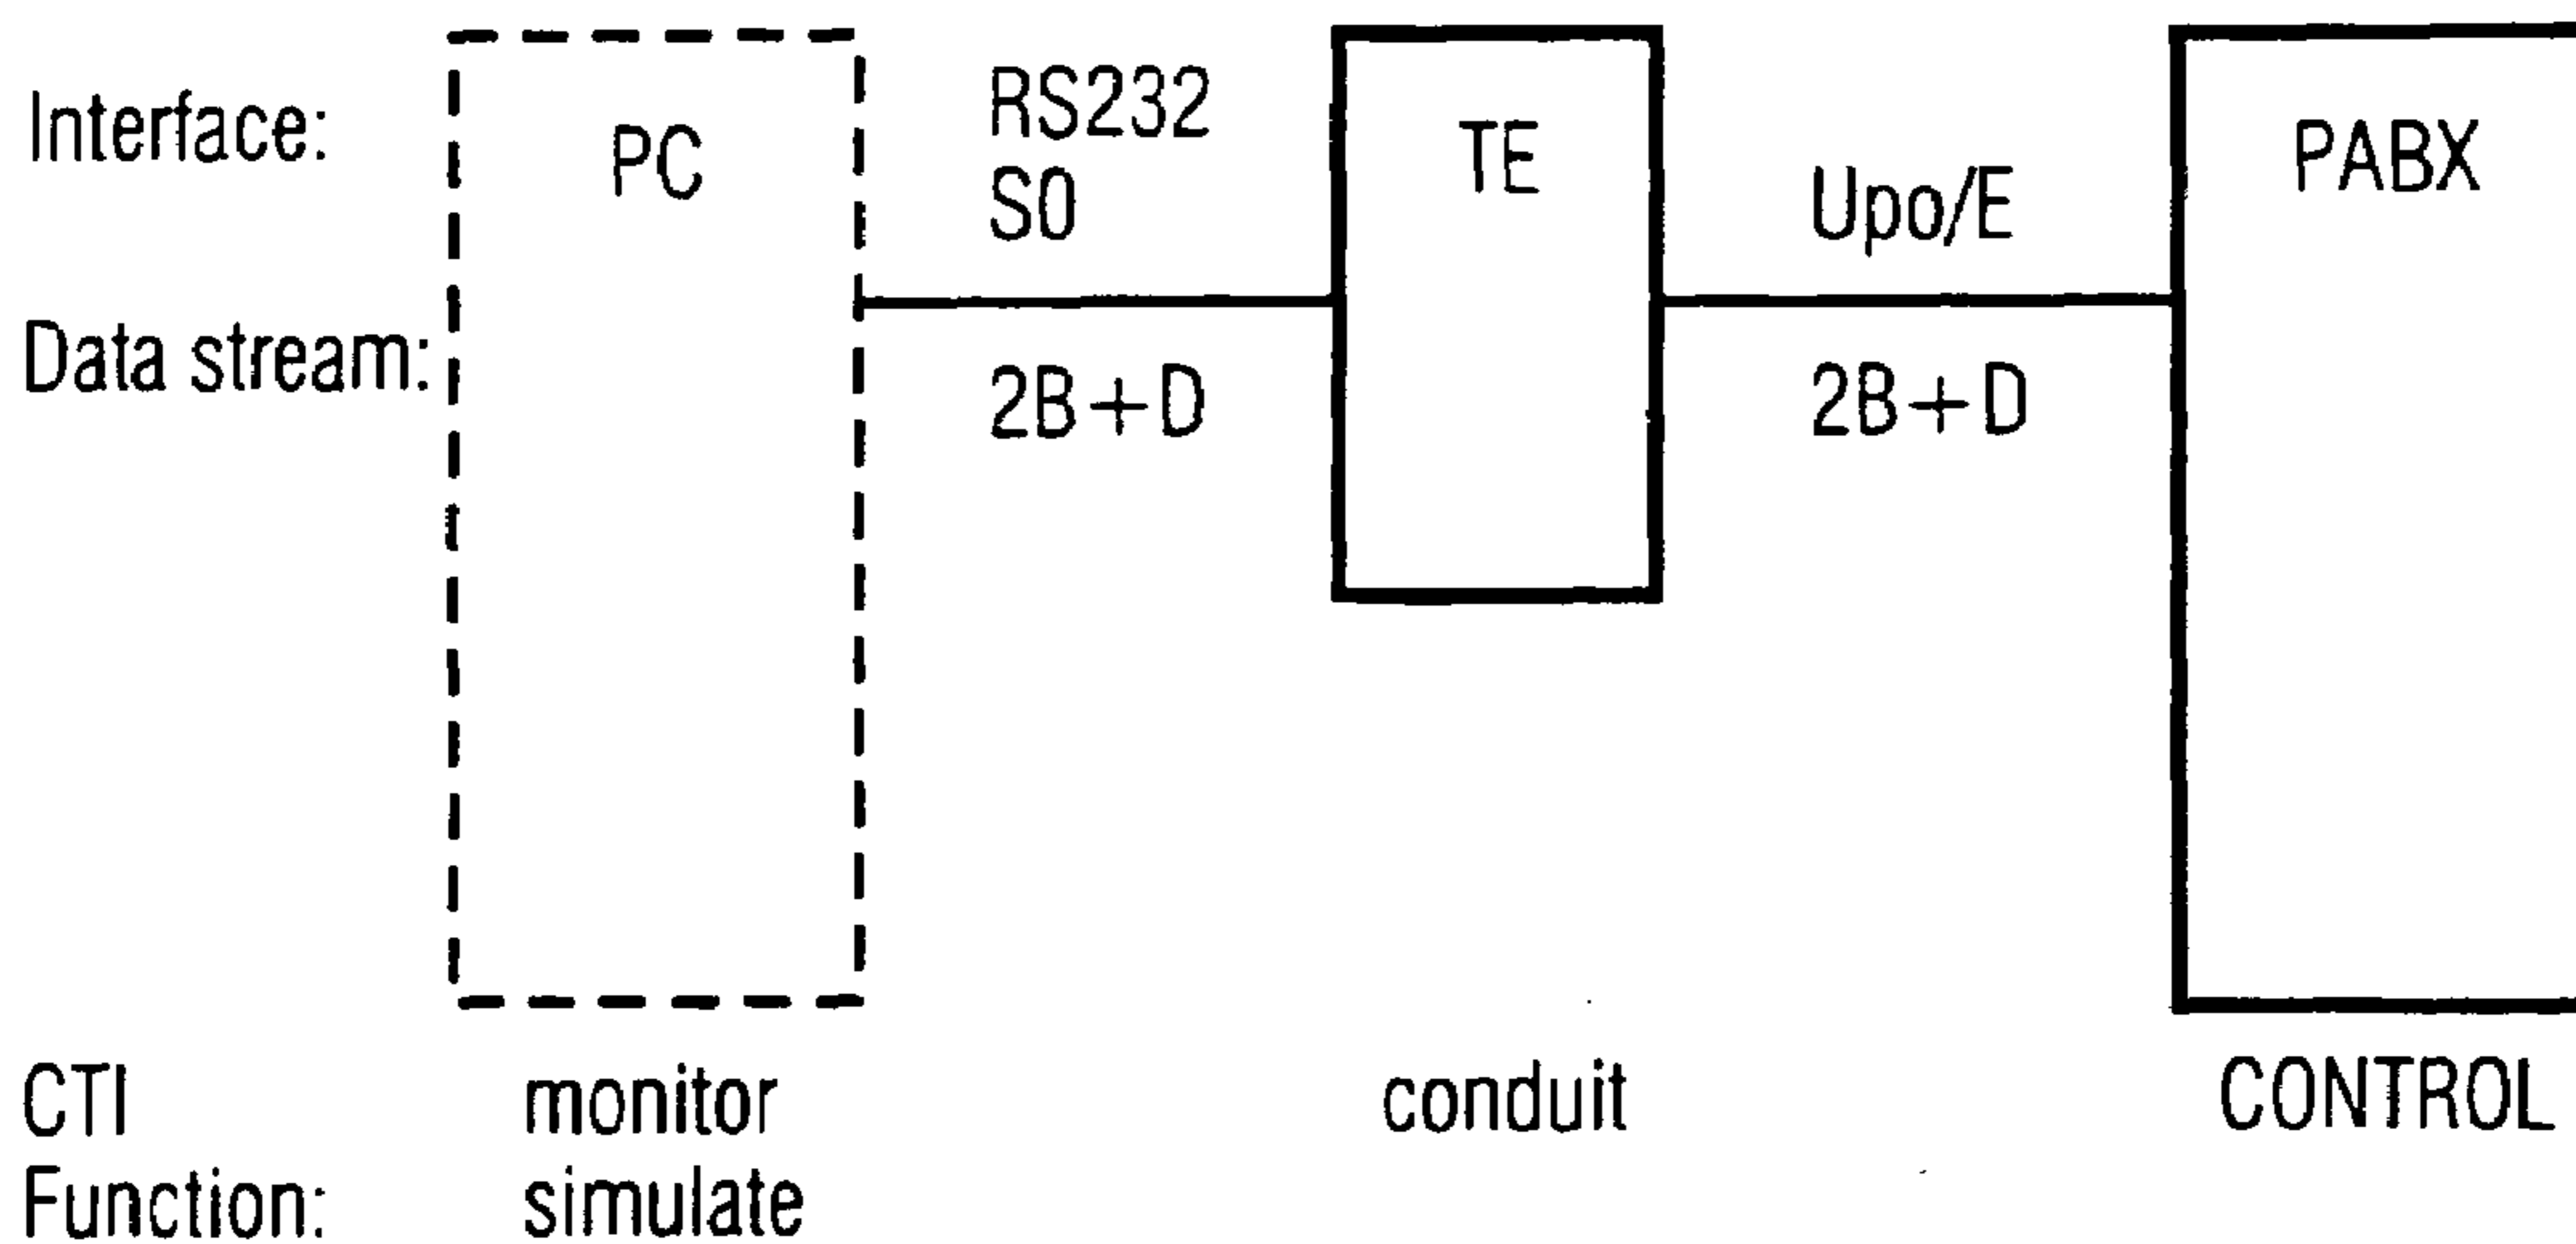 Interface:
PC
RS232
S0
TE
Upo/E
PABX
Data stream:
2B+D
2B+D
CTI
Function:
monitor
simulate
conduit
CONTROL